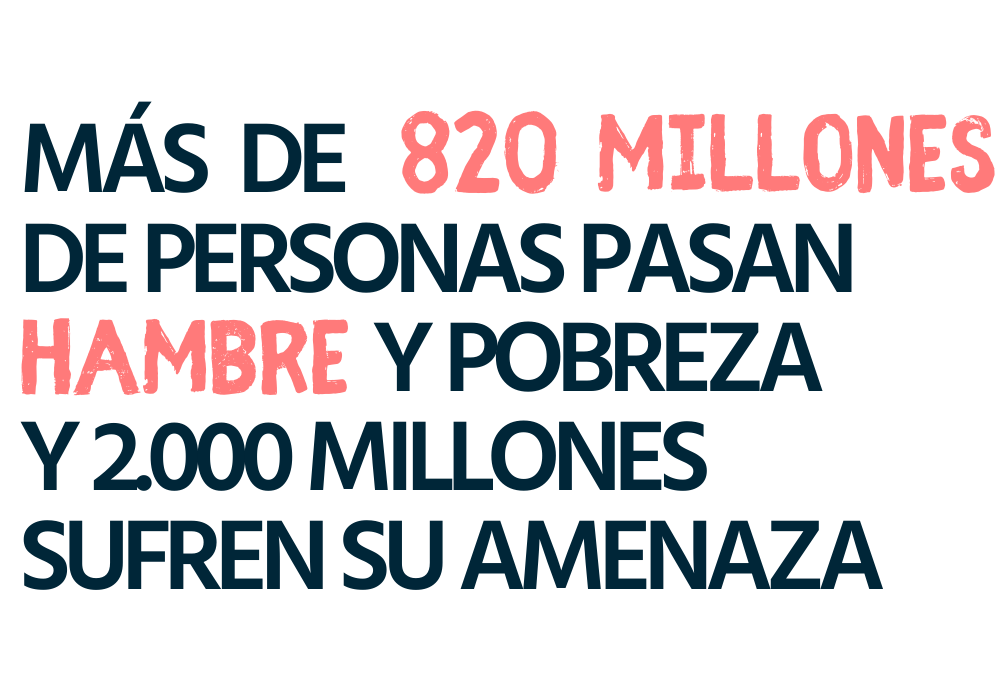 MÁS DE 820 MILLONES
DE PERSONAS PASAN
HAMBRE Y POBREZA
Y 2.000 MILLONES
SUFREN SU AMENAZA